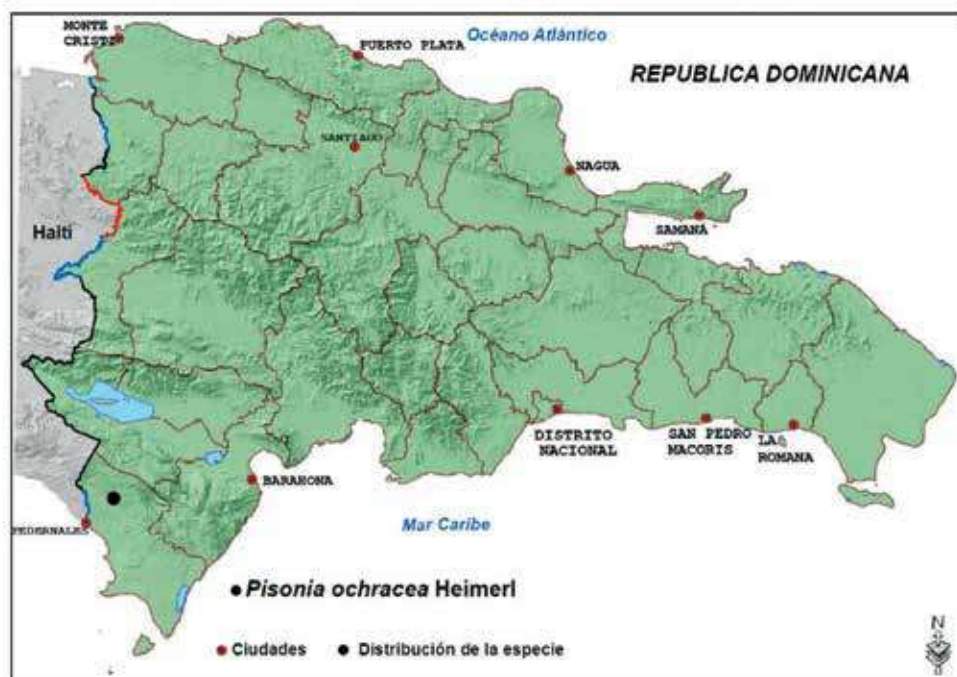 MONTE
CRISTI
PUERTO PLATA
Océano Atlántico
REPUBLICA DOMINICANA
SANTIAGO
NAGUA
SAMANÁ
Haití
DISTRITO
NACIONAL
SAN PEDRO
MACORIS
LA
ROMANA
BARAHONA
PEDERNALES
Mar Caribe
● Pisonia ochracea Heimerl
● Ciudades
● Distribución de la especie
N